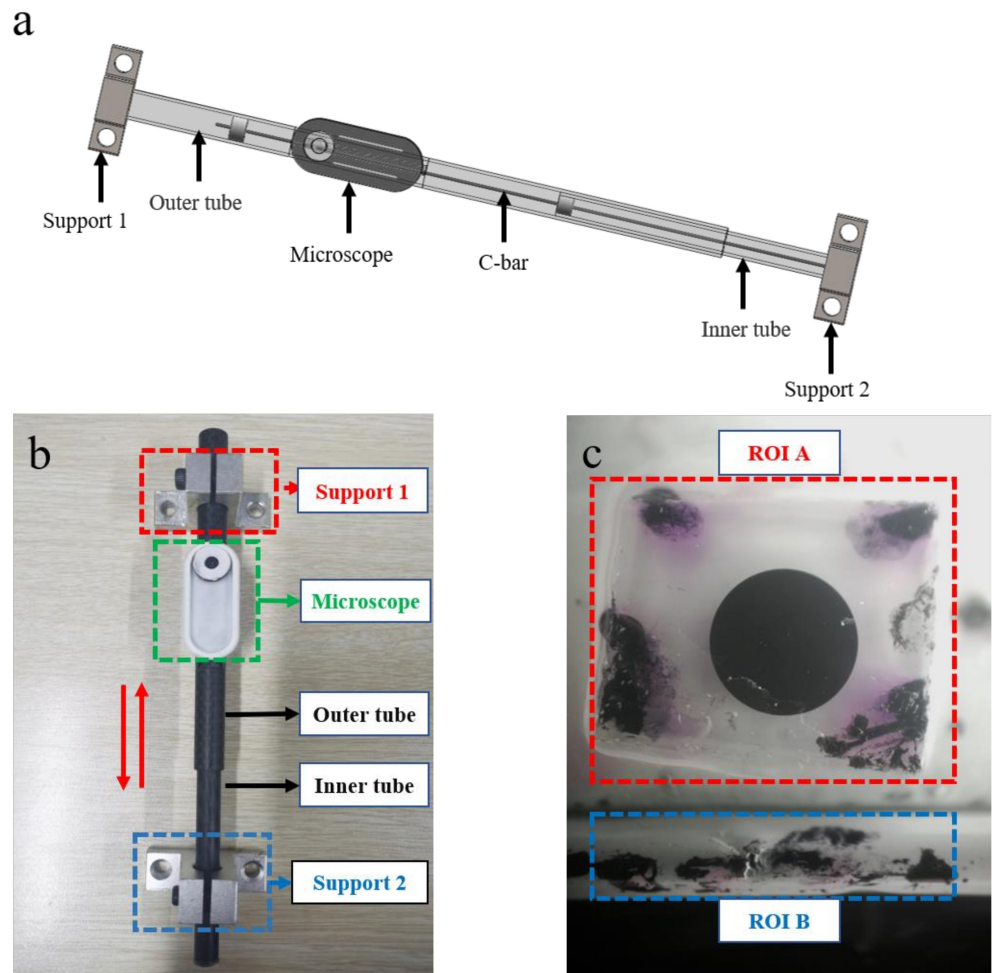 a
Support 1
Outer tube
Microscope
C-bar
Inner tube
Support 2
b
Support 1
Microscope
Outer tube
Inner tube
Support 2
c
ROI A
ROI B